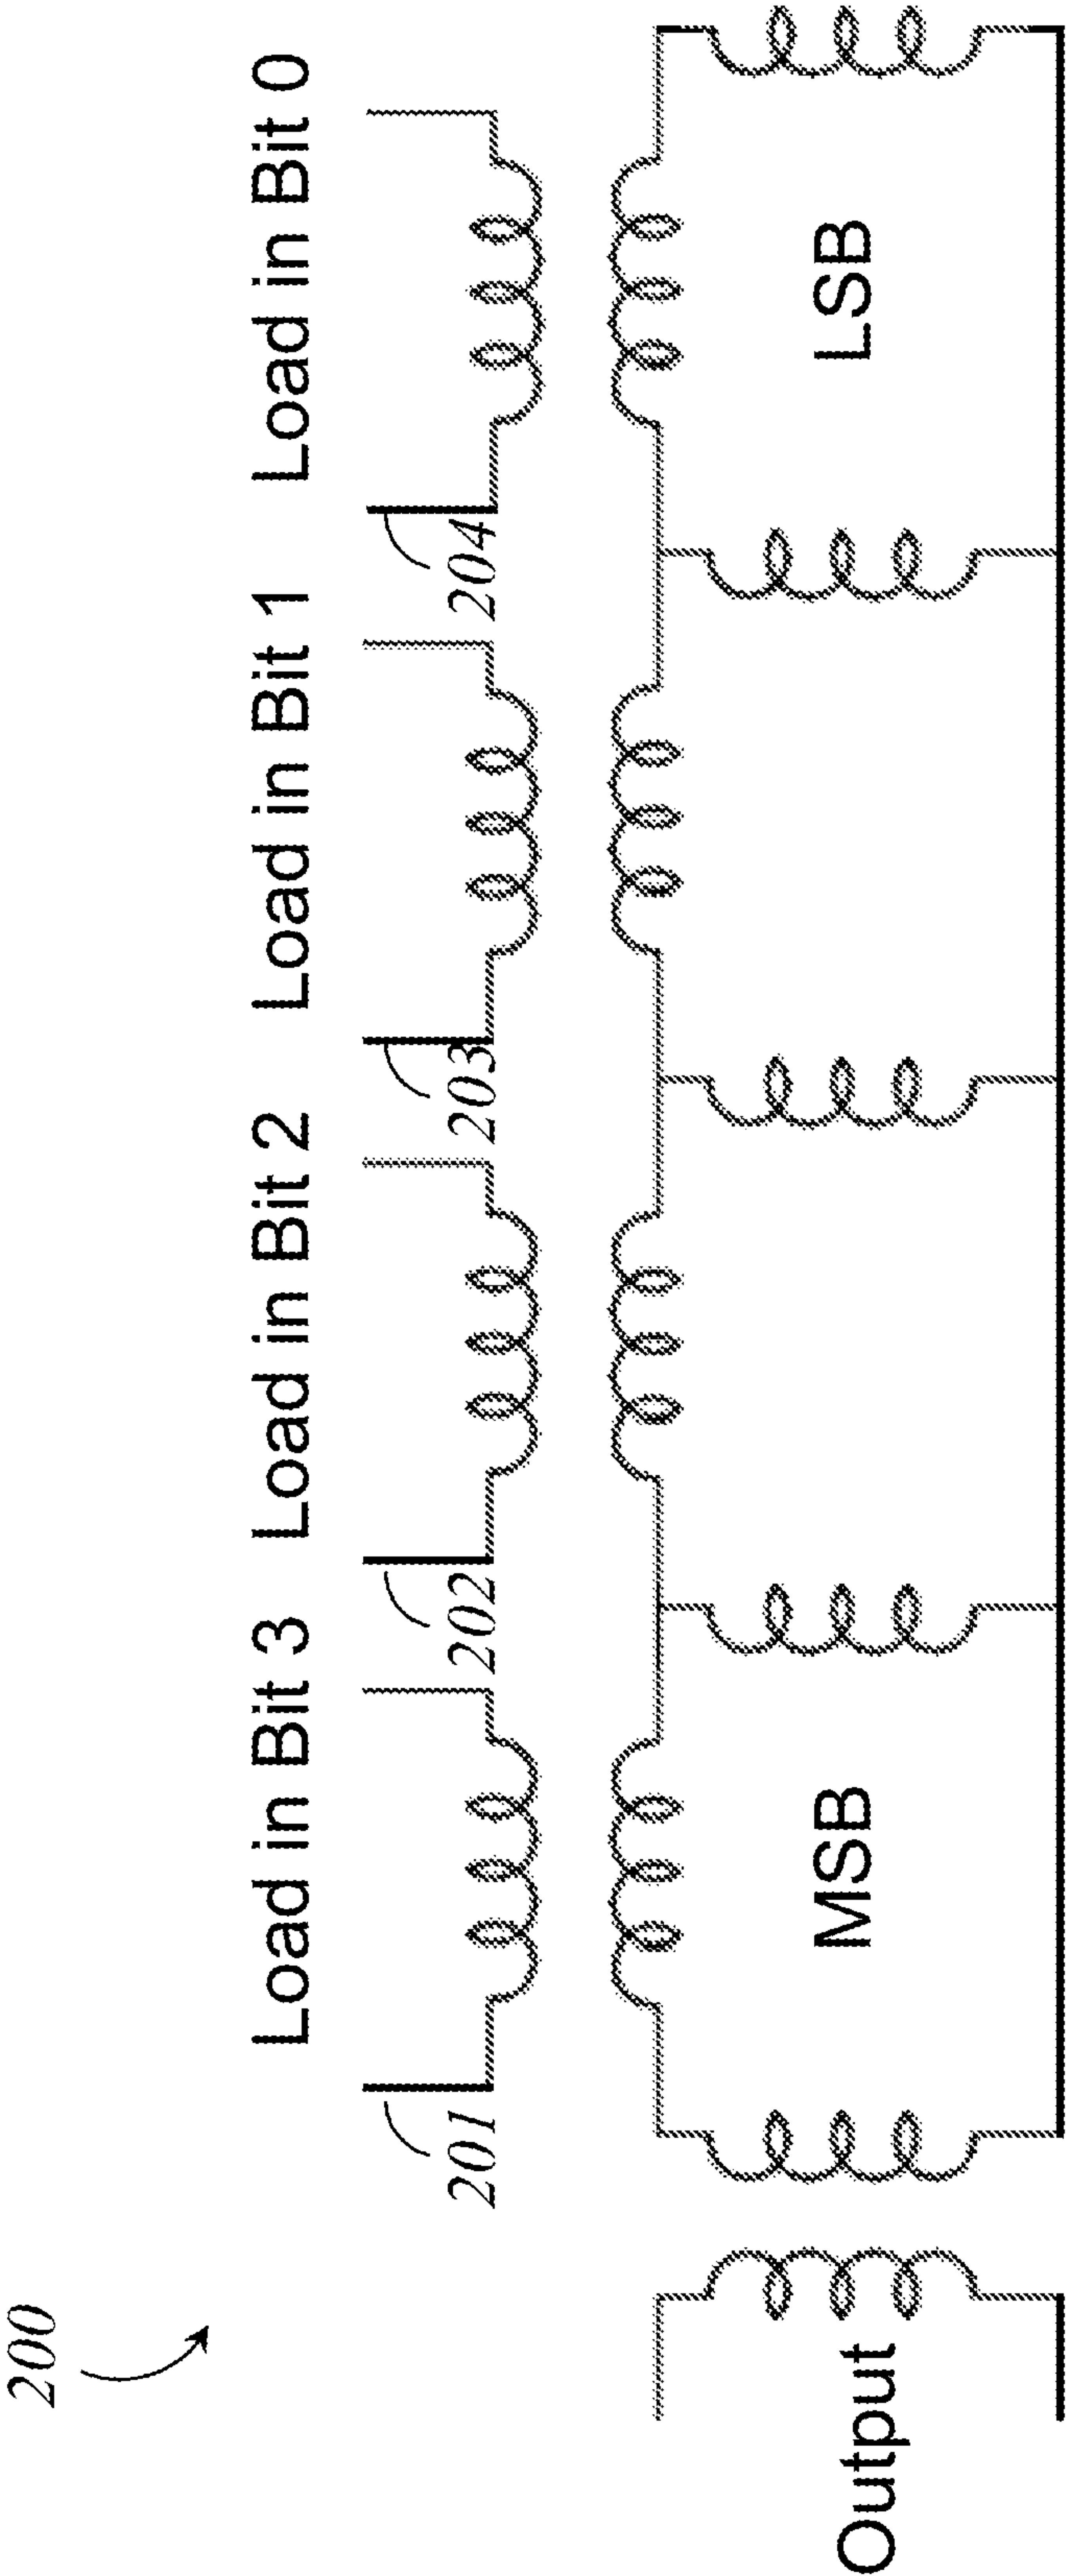 200
Load in Bit 3
Load in Bit 2
Load in Bit 1
Load in Bit 0
201
202
203
204
Output
MSB
LSB